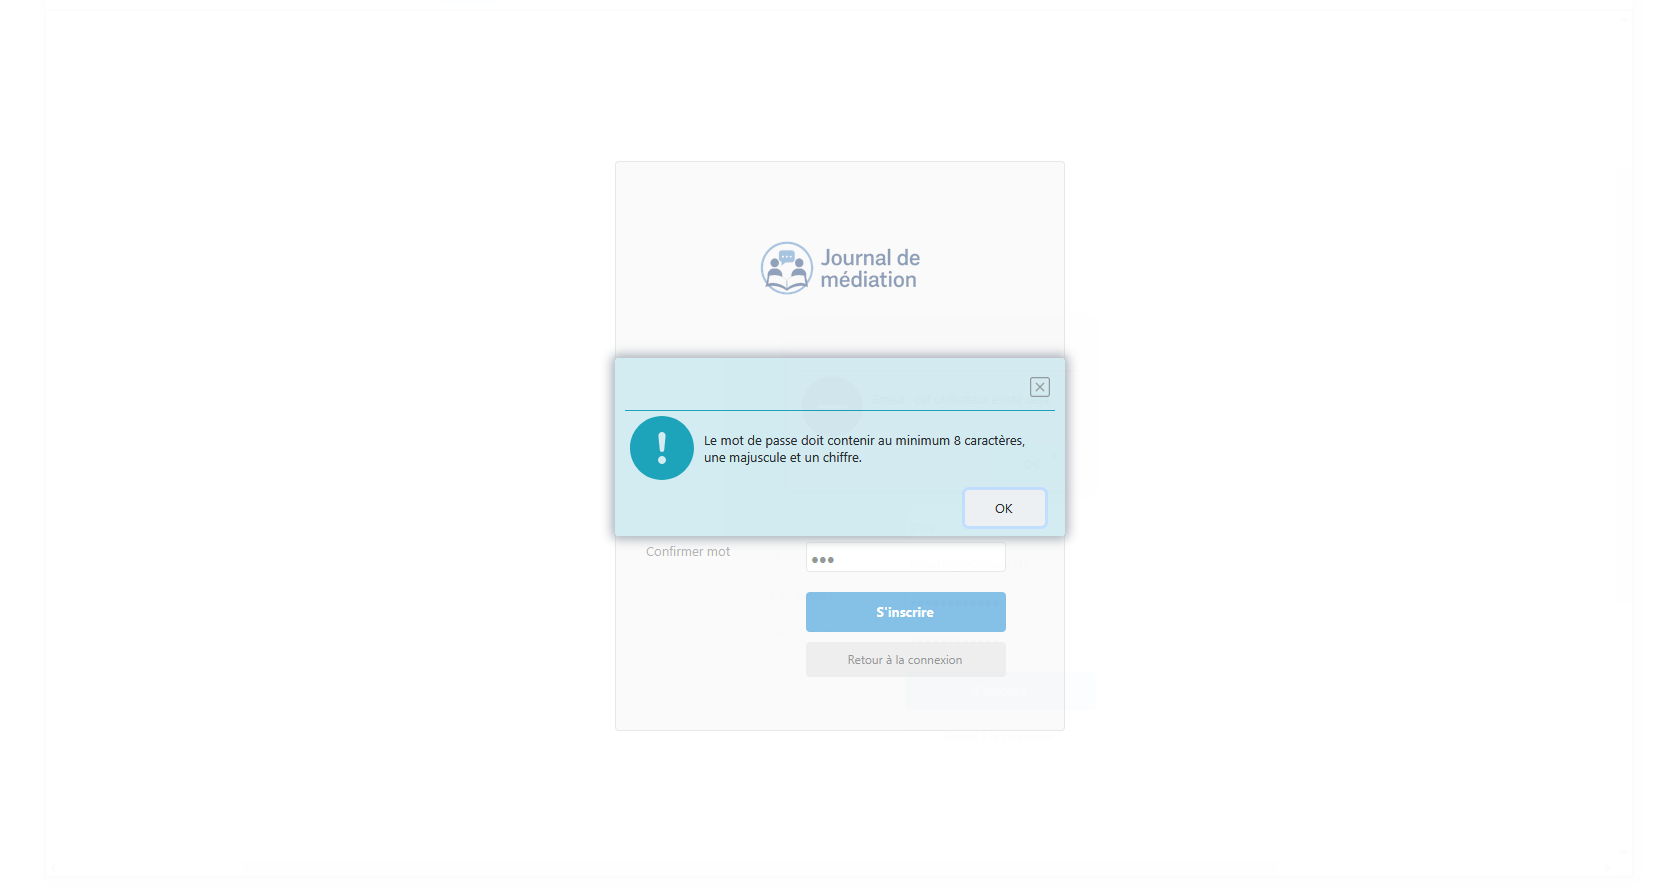 Journal de
médiation
Le mot de passe doit contenir au minimum 8 caractères,
une majuscule et un chiffre.
OK
Confirmer mot
S'inscrire
Retour à la connexion